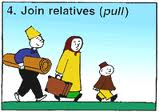 4. Join relatives (pull)